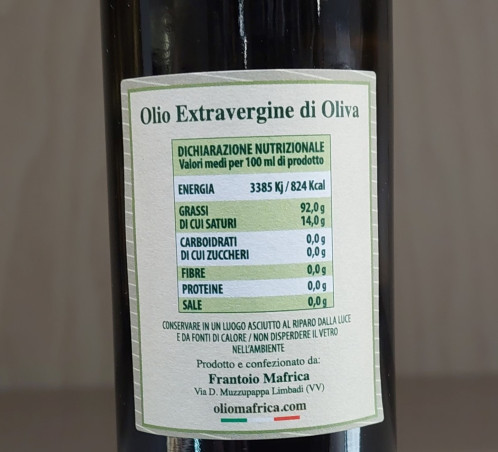 Olio Extravergine di Oliva
DICHIARAZIONE NUTRIZIONALE
Valori medi per 100 ml di prodotto
ENERGIA 3385 Kj / 824 Kcal
GRASSI 92,0 g
DI CUI SATURI 14,0 g
CARBOIDRATI 0,0 g
DI CUI ZUCCHERI 0,0 g
FIBRE 0,0 g
PROTEINE 0,0 g
SALE 0,0 g
CONSERVARE IN UN LUOGO ASCIUTTO AL RIPARO DALLA LUCE
E DA FONTI DI CALORE / NON DISPERDERE IL VETRO
NELL'AMBIENTE
Prodotto e confezionato da:
Frantoio Mafrica
Via D. Muzzupappa Limbadi (VV)
oliomafrica.com